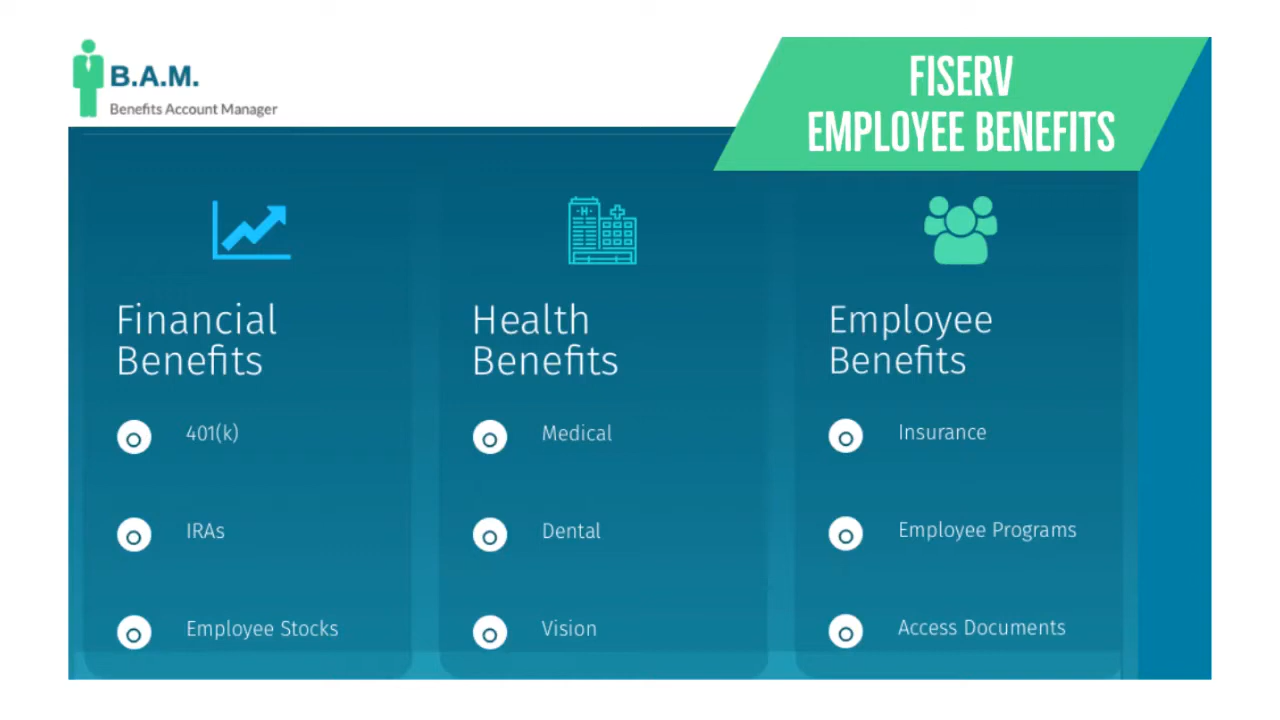 B.A.M.
Benefits Account Manager
FISERV
EMPLOYEE BENEFITS
Financial
Benefits
401(k)
IRAs
Employee Stocks
Health
Benefits
Medical
Dental
Vision
Employee
Benefits
Insurance
Employee Programs
Access Documents